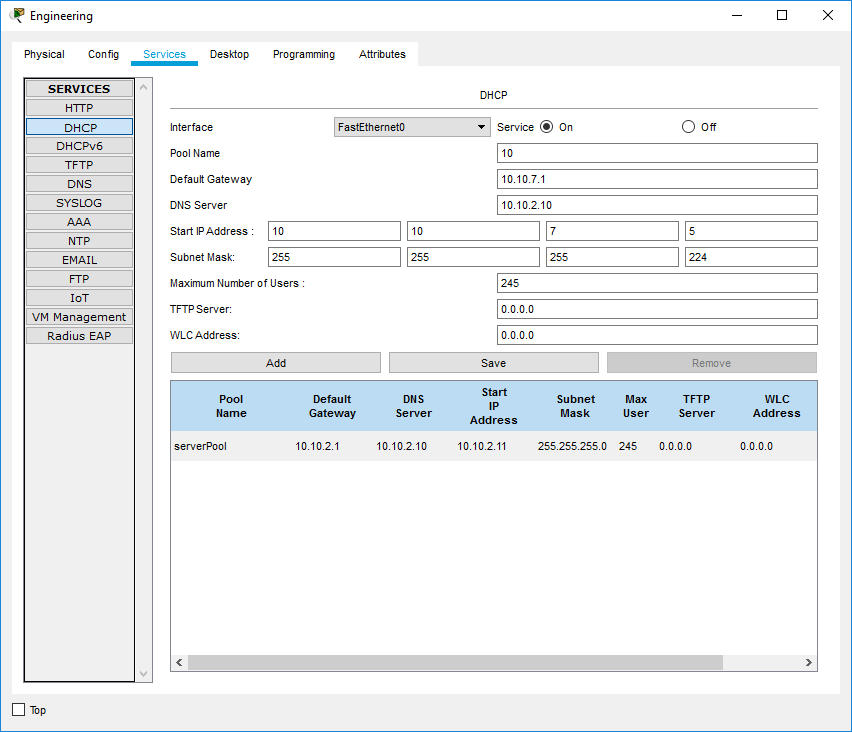 Engineering
Physical Config Services Desktop Programming Attributes
SERVICES
HTTP
DHCP
DHCPv6
TFTP
DNS
SYSLOG
AAA
NTP
EMAIL
FTP
IoT
VM Management
Radius EAP
DHCP
Interface FastEthernet0 Service On Off
Pool Name 10
Default Gateway 10.10.7.1
DNS Server 10.10.2.10
Start IP Address : 10 10 7 5
Subnet Mask: 255 255 255 224
Maximum Number of Users : 245
TFTP Server: 0.0.0.0
WLC Address: 0.0.0.0
Add Save Remove
Pool Name Default Gateway DNS Server Start IP Address Subnet Mask Max User TFTP Server WLC Address
serverPool 10.10.2.1 10.10.2.10 10.10.2.11 255.255.255.0 245 0.0.0.0 0.0.0.0
Top